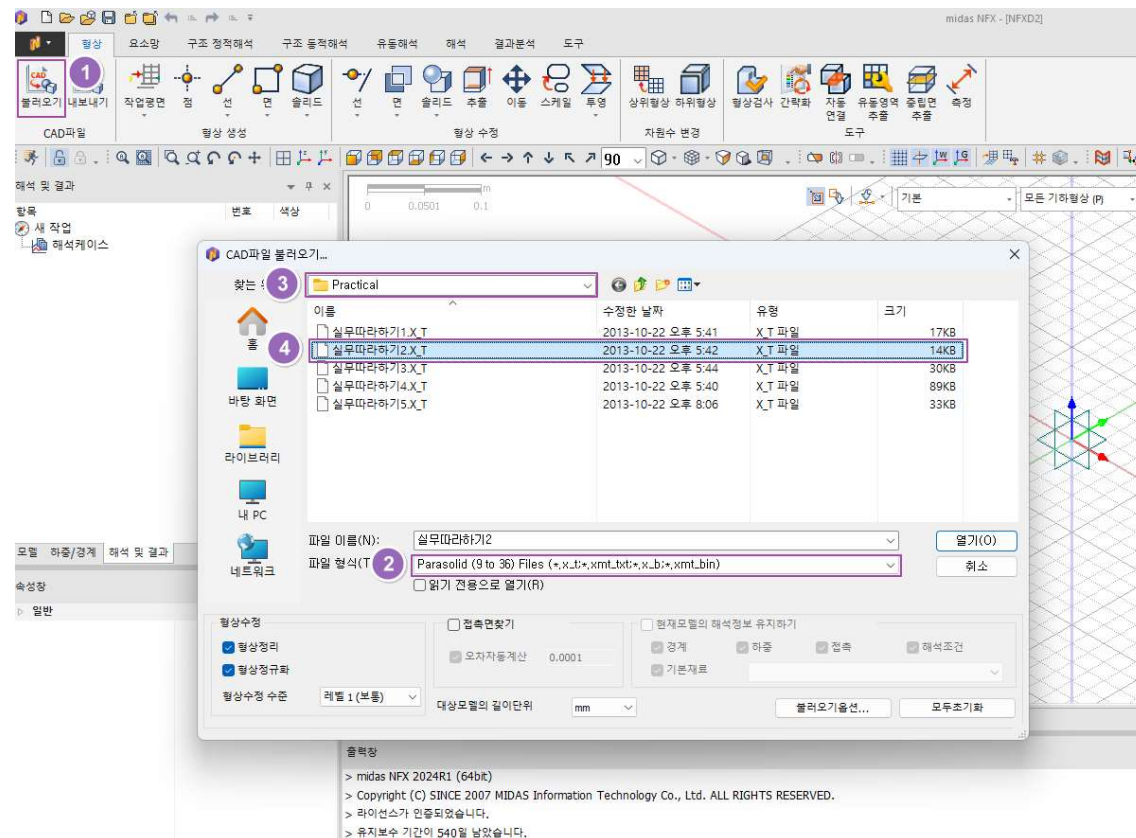 midas NFX - [NFXD2]
형상 요소망 구조 정적해석 구조 동적해석 유동해석 해석 결과분석 도구
CAD
1
불러오기 내보내기 작업평면 점 선 면 솔리드 선 면 솔리드 추출 이동 스케일 투영 상위형상 하위형상 형상검사 간략화 자동 유동영역 중립면 측정
연결 추출 추출
CAD파일 형상 생성 형상 수정 자원수 변경 도구
90
해석 및 결과
항목 번호 색상
새 작업
해석케이스
m
0 0.0501 0.1
기본 모든 기하형상 (P)
CAD파일 불러오기...
찾는 3 Practical
이름 수정한 날짜 유형 크기
실무따라하기1.X_T 2013-10-22 오후 5:41 X_T 파일 17KB
4 실무따라하기2.X_T 2013-10-22 오후 5:42 X_T 파일 14KB
실무따라하기3.X_T 2013-10-22 오후 5:44 X_T 파일 30KB
실무따라하기4.X_T 2013-10-22 오후 5:40 X_T 파일 89KB
실무따라하기5.X_T 2013-10-22 오후 8:06 X_T 파일 33KB
홈
바탕 화면
라이브러리
내 PC
네트워크
파일 이름(N): 실무따라하기2 열기(O)
파일 형식(T 2 Parasolid (9 to 36) Files (*.x_t;*.xmt_txt;*.x_b;*.xmt_bin) 취소
읽기 전용으로 열기(R)
형상수정 접촉면찾기 현재모델의 해석정보 유지하기
형상정리 오차자동계산 0.0001 경계 하중 접촉 해석조건
형상정규화 기본재료
형상수정 수준 레벨 1 (보통) 대상모델의 길이단위 mm 불러오기옵션... 모두초기화
모델 하중/경계 해석 및 결과
속성창
일반
출력창
> midas NFX 2024R1 (64bit)
> Copyright (C) SINCE 2007 MIDAS Information Technology Co., Ltd. ALL RIGHTS RESERVED.
> 라이선스가 인증되었습니다.
> 유지보수 기간이 540일 남았습니다.